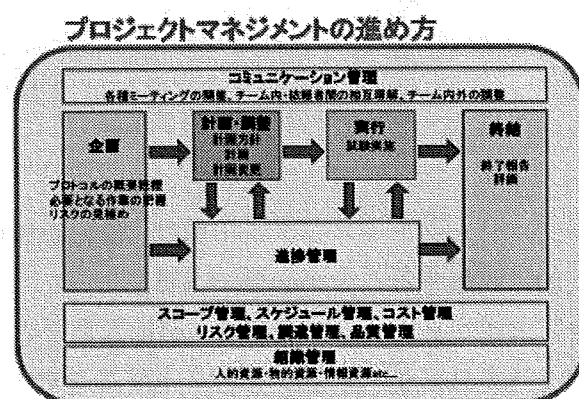 プロジェクトマネジメントの進め方
コミュニケーション管理
各種ミーティングの開催、チーム内・依頼者間の相互理解、チーム内外の調整
企画
プロトコルの概要把握
必要となる作業の把握
リスクの見極め
計画・調整
計画方針
計画
計画変更
実行
試験実施
終結
終了報告
評価
進捗管理
スコープ管理、スケジュール管理、コスト管理
リスク管理、調達管理、品質管理
組織管理
人的資源・物的資源・情報資源etc...